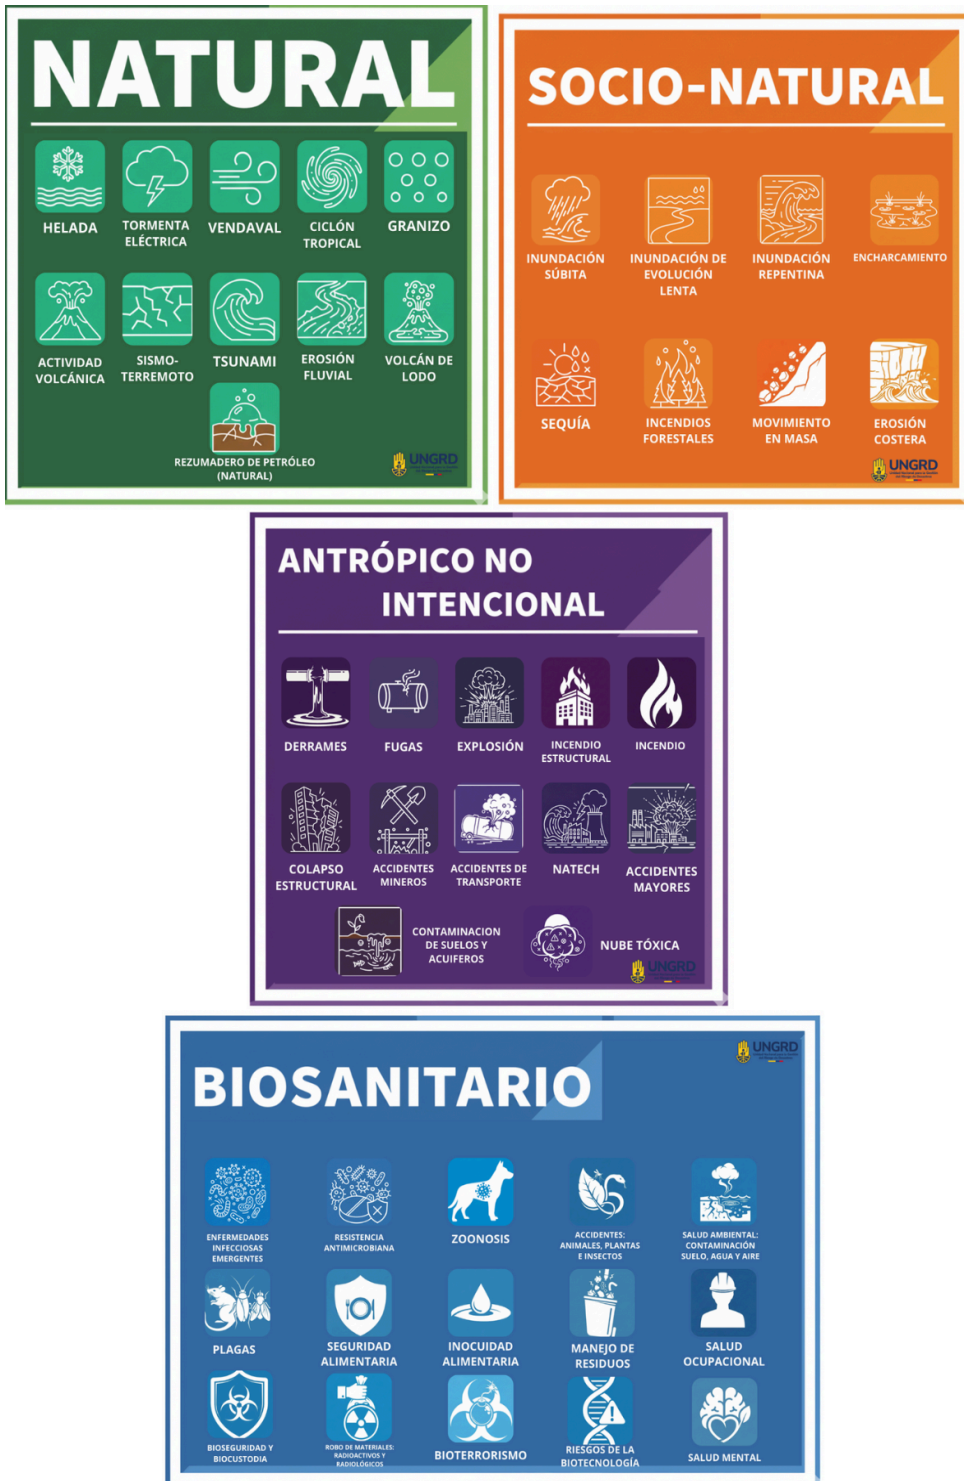 NATURAL
HELADA
TORMENTA
ELÉCTRICA
VENDAVAL
CICLÓN
TROPICAL
GRANIZO
ACTIVIDAD
VOLCÁNICA
SISMO-
TERREMOTO
TSUNAMI
EROSIÓN
FLUVIAL
VOLCÁN DE
LODO
REZUMADERO DE PETRÓLEO
(NATURAL)
UNGRD
SOCIO-NATURAL
INUNDACIÓN
SÚBITA
INUNDACIÓN DE
EVOLUCIÓN
LENTA
INUNDACIÓN
REPENTINA
ENCHARCAMIENTO
SEQUÍA
INCENDIOS
FORESTALES
MOVIMIENTO
EN MASA
EROSIÓN
COSTERA
UNGRD
ANTRÓPICO NO
INTENCIONAL
DERRAMES
FUGAS
EXPLOSIÓN
INCENDIO
ESTRUCTURAL
INCENDIO
COLAPSO
ESTRUCTURAL
ACCIDENTES
MINEROS
ACCIDENTES DE
TRANSPORTE
NATECH
ACCIDENTES
MAYORES
CONTAMINACION
DE SUELOS Y
ACUIFEROS
NUBE TÓXICA
UNGRD
UNGRD
BIOSANITARIO
ENFERMEDADES
INFECCIOSAS
EMERGENTES
RESISTENCIA
ANTIMICROBIANA
ZOONOSIS
ACCIDENTES:
ANIMALES, PLANTAS
E INSECTOS
SALUD AMBIENTAL:
CONTAMINACIÓN
SUELO, AGUA Y AIRE
PLAGAS
SEGURIDAD
ALIMENTARIA
INOCUIDAD
ALIMENTARIA
MANEJO DE
RESIDUOS
SALUD
OCUPACIONAL
BIOSEGURIDAD Y
BIOCUSTODIA
ROBO DE MATERIALES:
RADIOACTIVOS Y
RADIOLÓGICOS
BIOTERRORISMO
RIESGOS DE LA
BIOTECNOLOGÍA
SALUD MENTAL